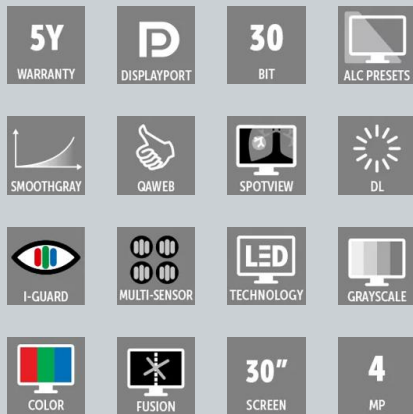 5Y
WARRANTY
DISPLAYPORT
30
BIT
ALC PRESETS
SMOOTHGRAY
QAWEB
SPOTVIEW
DL
I-GUARD
MULTI-SENSOR
LED
TECHNOLOGY
GRAYSCALE
COLOR
FUSION
30"
SCREEN
4
MP